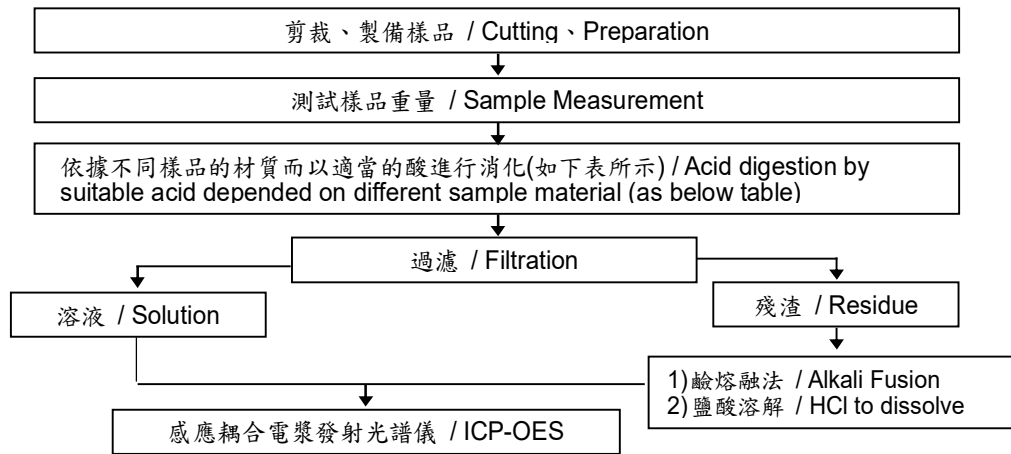 剪裁、製備樣品 / Cutting、Preparation
測試樣品重量 / Sample Measurement
依據不同樣品的材質而以適當的酸進行消化(如下表所示) / Acid digestion by
suitable acid depended on different sample material (as below table)
過濾 / Filtration
溶液 / Solution
殘渣 / Residue
1)鹼熔融法 / Alkali Fusion
2)鹽酸溶解 / HCl to dissolve
感應耦合電漿發射光譜儀 / ICP-OES